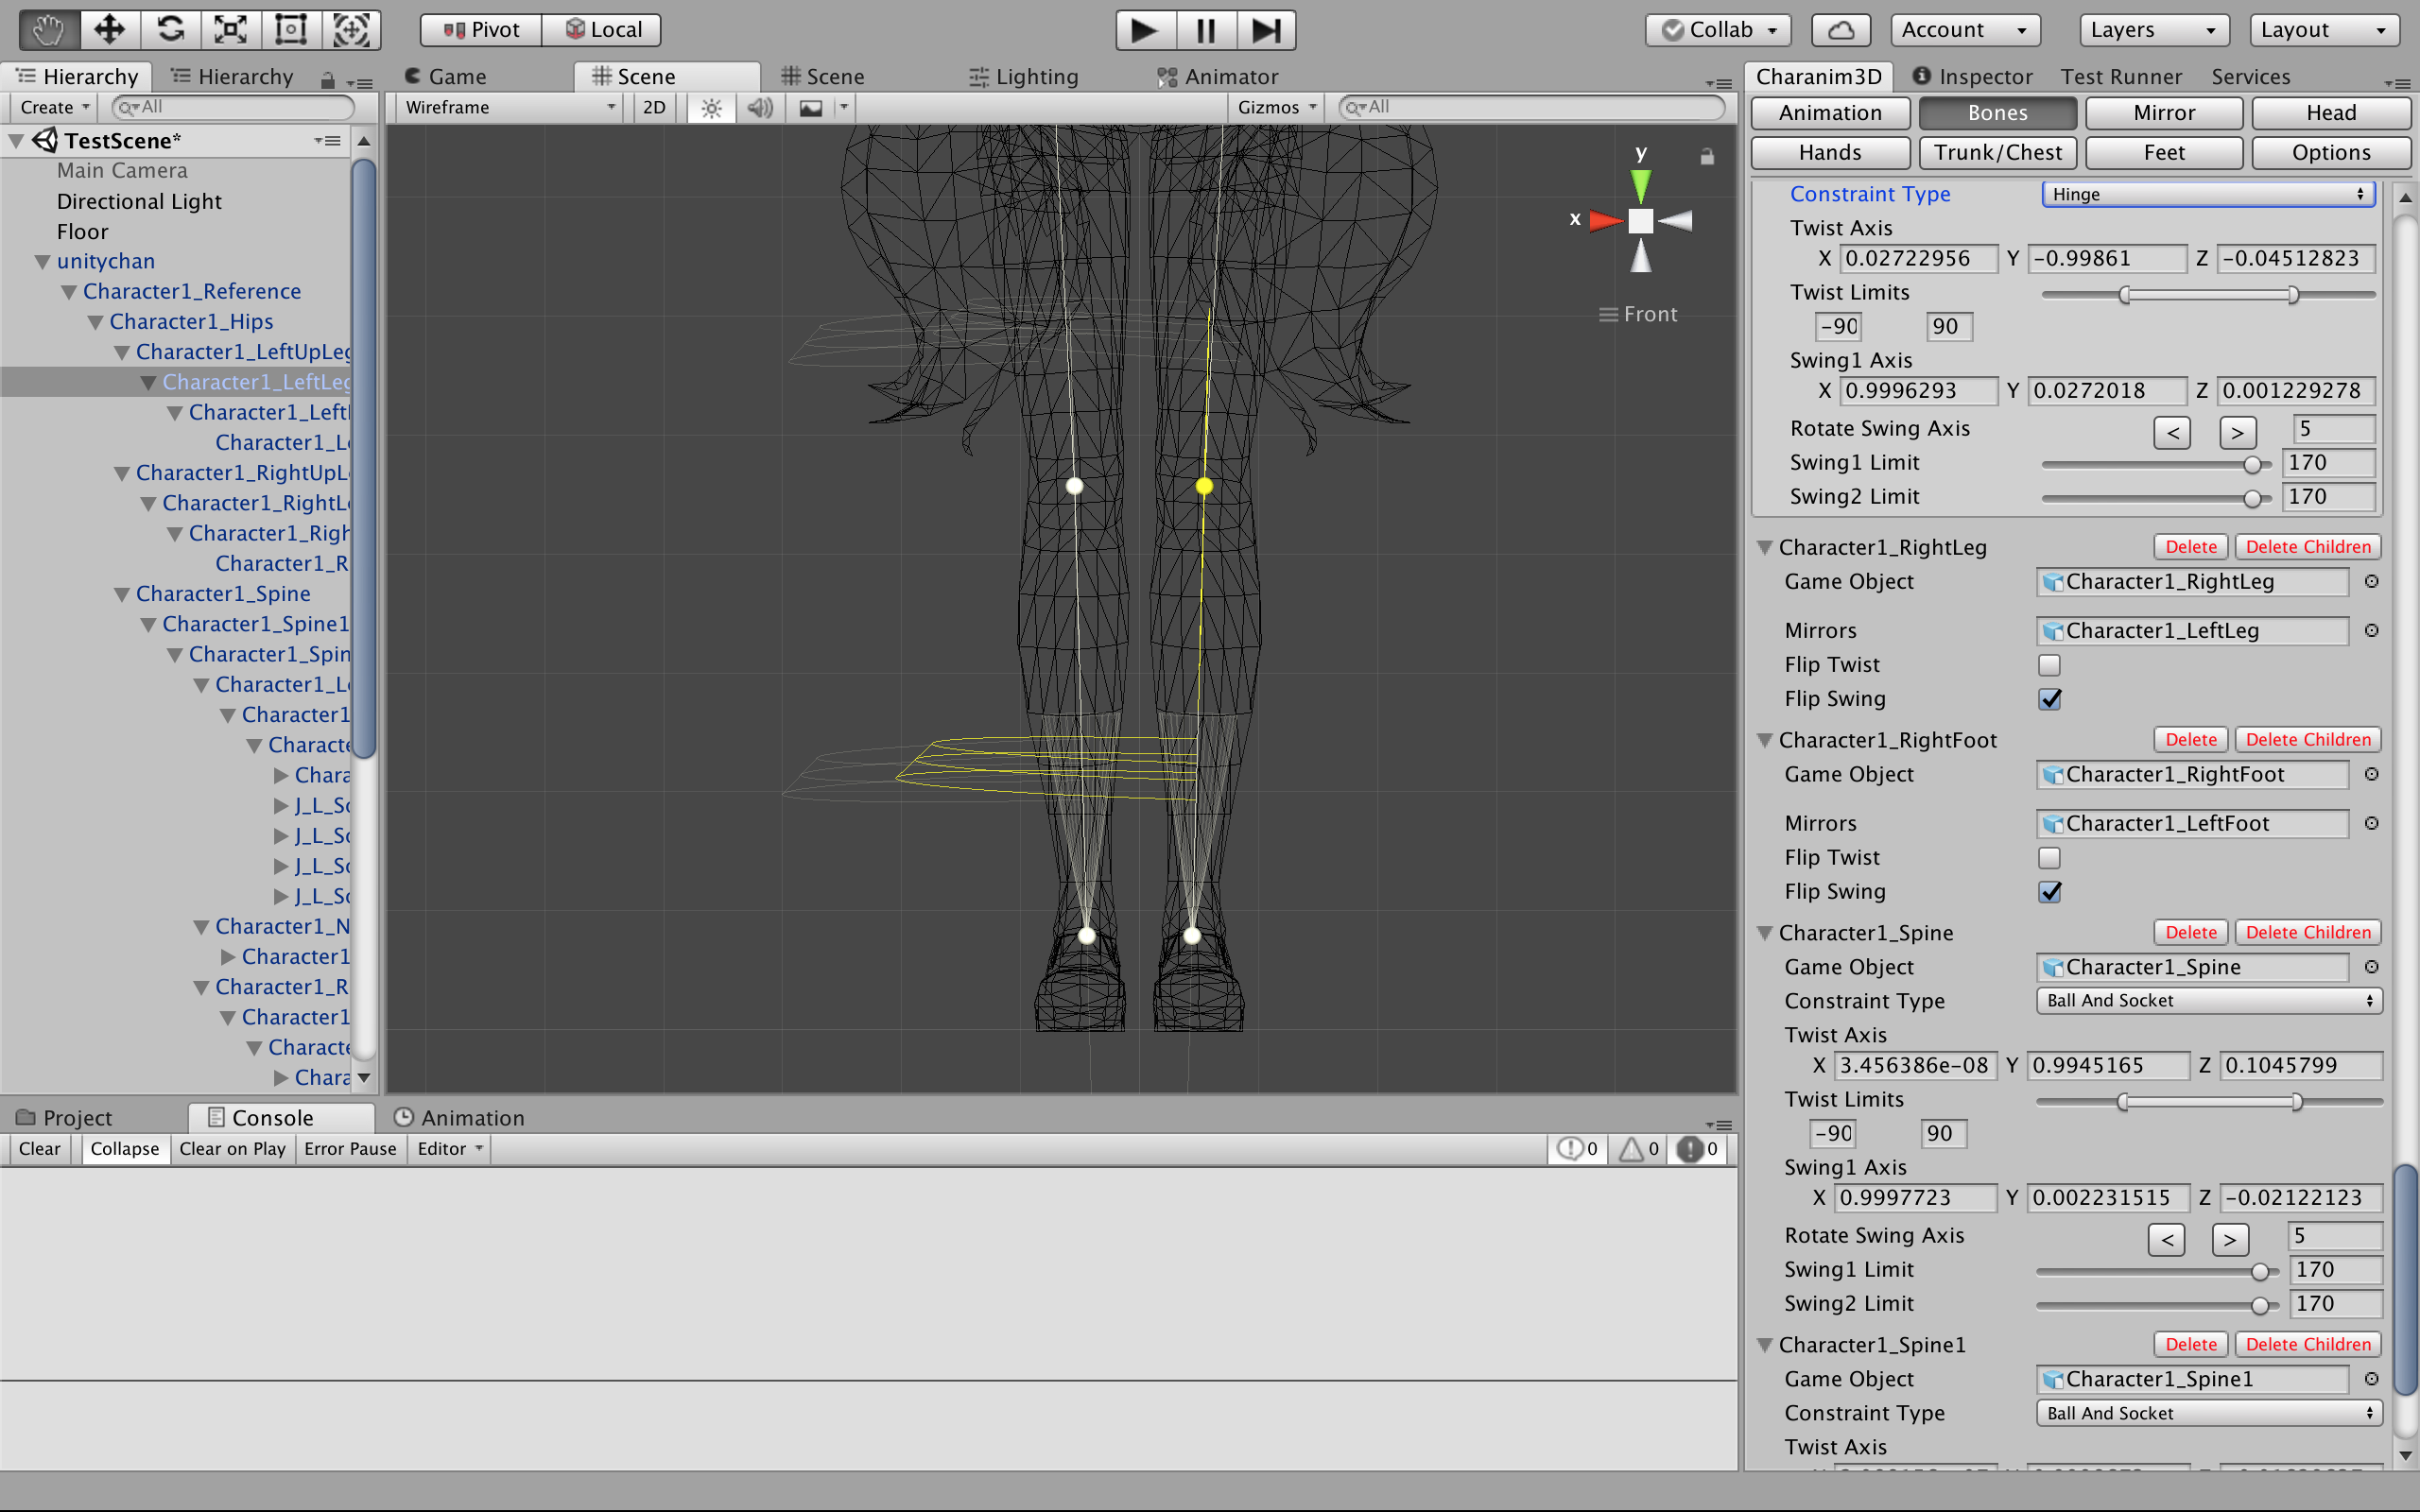 Pivot Local Collab Account Layers Layout
Hierarchy Hierarchy
Create All
TestScene*
Main Camera
Directional Light
Floor
unitychan
Character1_Reference
Character1_Hips
Character1_LeftUpLeg
Character1_LeftLeg
Character1_Left
Character1_L
Character1_RightUpL
Character1_RightL
Character1_Righ
Character1_R
Character1_Spine
Character1_Spine1
Character1_Spin
Character1_L
Character1
Characte
Chara
J_L_S
J_L_S
J_L_S
J_L_S
Character1_N
Character1
Character1_R
Character1
Characte
Chara
Game Scene Scene Lighting Animator
Wireframe 2D Gizmos All
y
x
Front
Project Console Animation
Clear Collapse Clear on Play Error Pause Editor 0 0 0
Charanim3D Inspector Test Runner Services
Animation Bones Mirror Head
Hands Trunk/Chest Feet Options
Constraint Type Hinge
Twist Axis
X 0.02722956 Y -0.99861 Z -0.04512823
Twist Limits
-90 90
Swing1 Axis
X 0.9996293 Y 0.0272018 Z 0.001229278
Rotate Swing Axis < > 5
Swing1 Limit 170
Swing2 Limit 170
Character1_RightLeg Delete Delete Children
Game Object Character1_RightLeg
Mirrors Character1_LeftLeg
Flip Twist
Flip Swing
Character1_RightFoot Delete Delete Children
Game Object Character1_RightFoot
Mirrors Character1_LeftFoot
Flip Twist
Flip Swing
Character1_Spine Delete Delete Children
Game Object Character1_Spine
Constraint Type Ball And Socket
Twist Axis
X 3.456386e-08 Y 0.9945165 Z 0.1045799
Twist Limits
-90 90
Swing1 Axis
X 0.9997723 Y 0.002231515 Z -0.02122123
Rotate Swing Axis < > 5
Swing1 Limit 170
Swing2 Limit 170
Character1_Spine1 Delete Delete Children
Game Object Character1_Spine1
Constraint Type Ball And Socket
Twist Axis